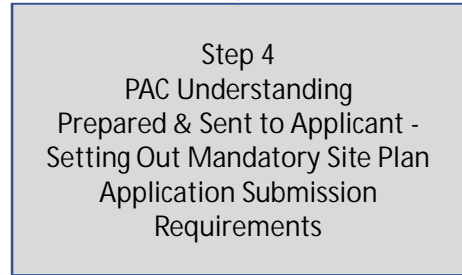 Step 4
PAC Understanding
Prepared & Sent to Applicant -
Setting Out Mandatory Site Plan
Application Submission
Requirements